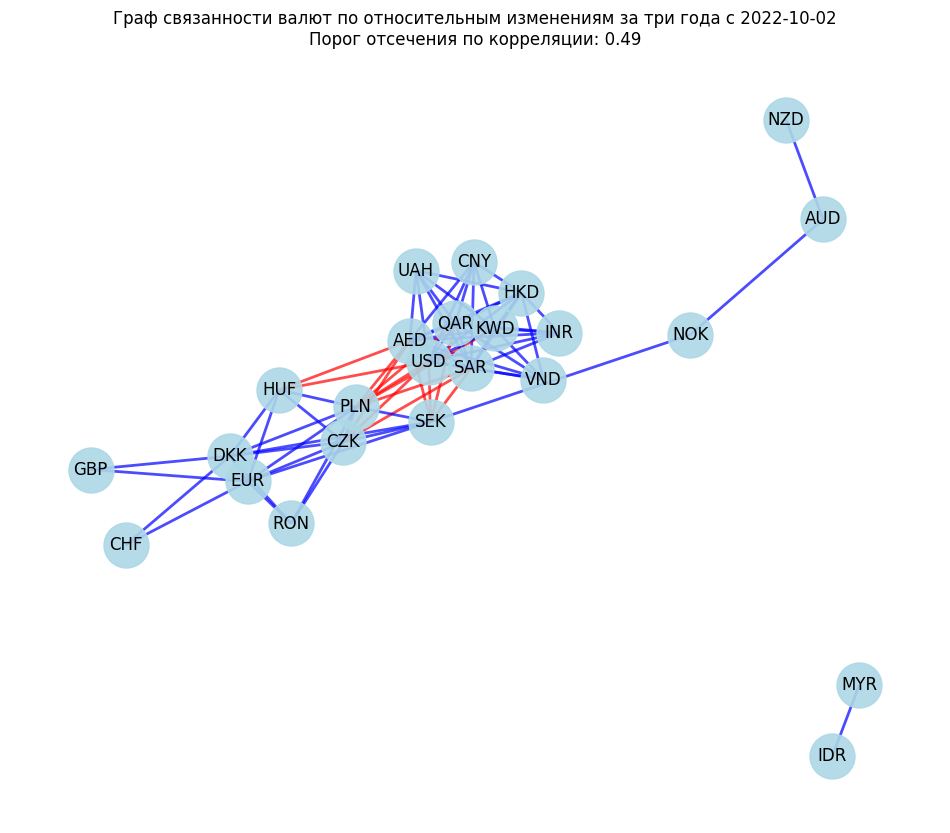 Граф связанности валют по относительным изменениям за три года с 2022-10-02
Порог отсечения по корреляции: 0.49
NZD
AUD
CNY
UAH
HKD
QAR
KWD
INR
NOK
AED
USD
SAR
VND
HUF
PLN
SEK
CZK
DKK
GBP
EUR
RON
CHF
MYR
IDR